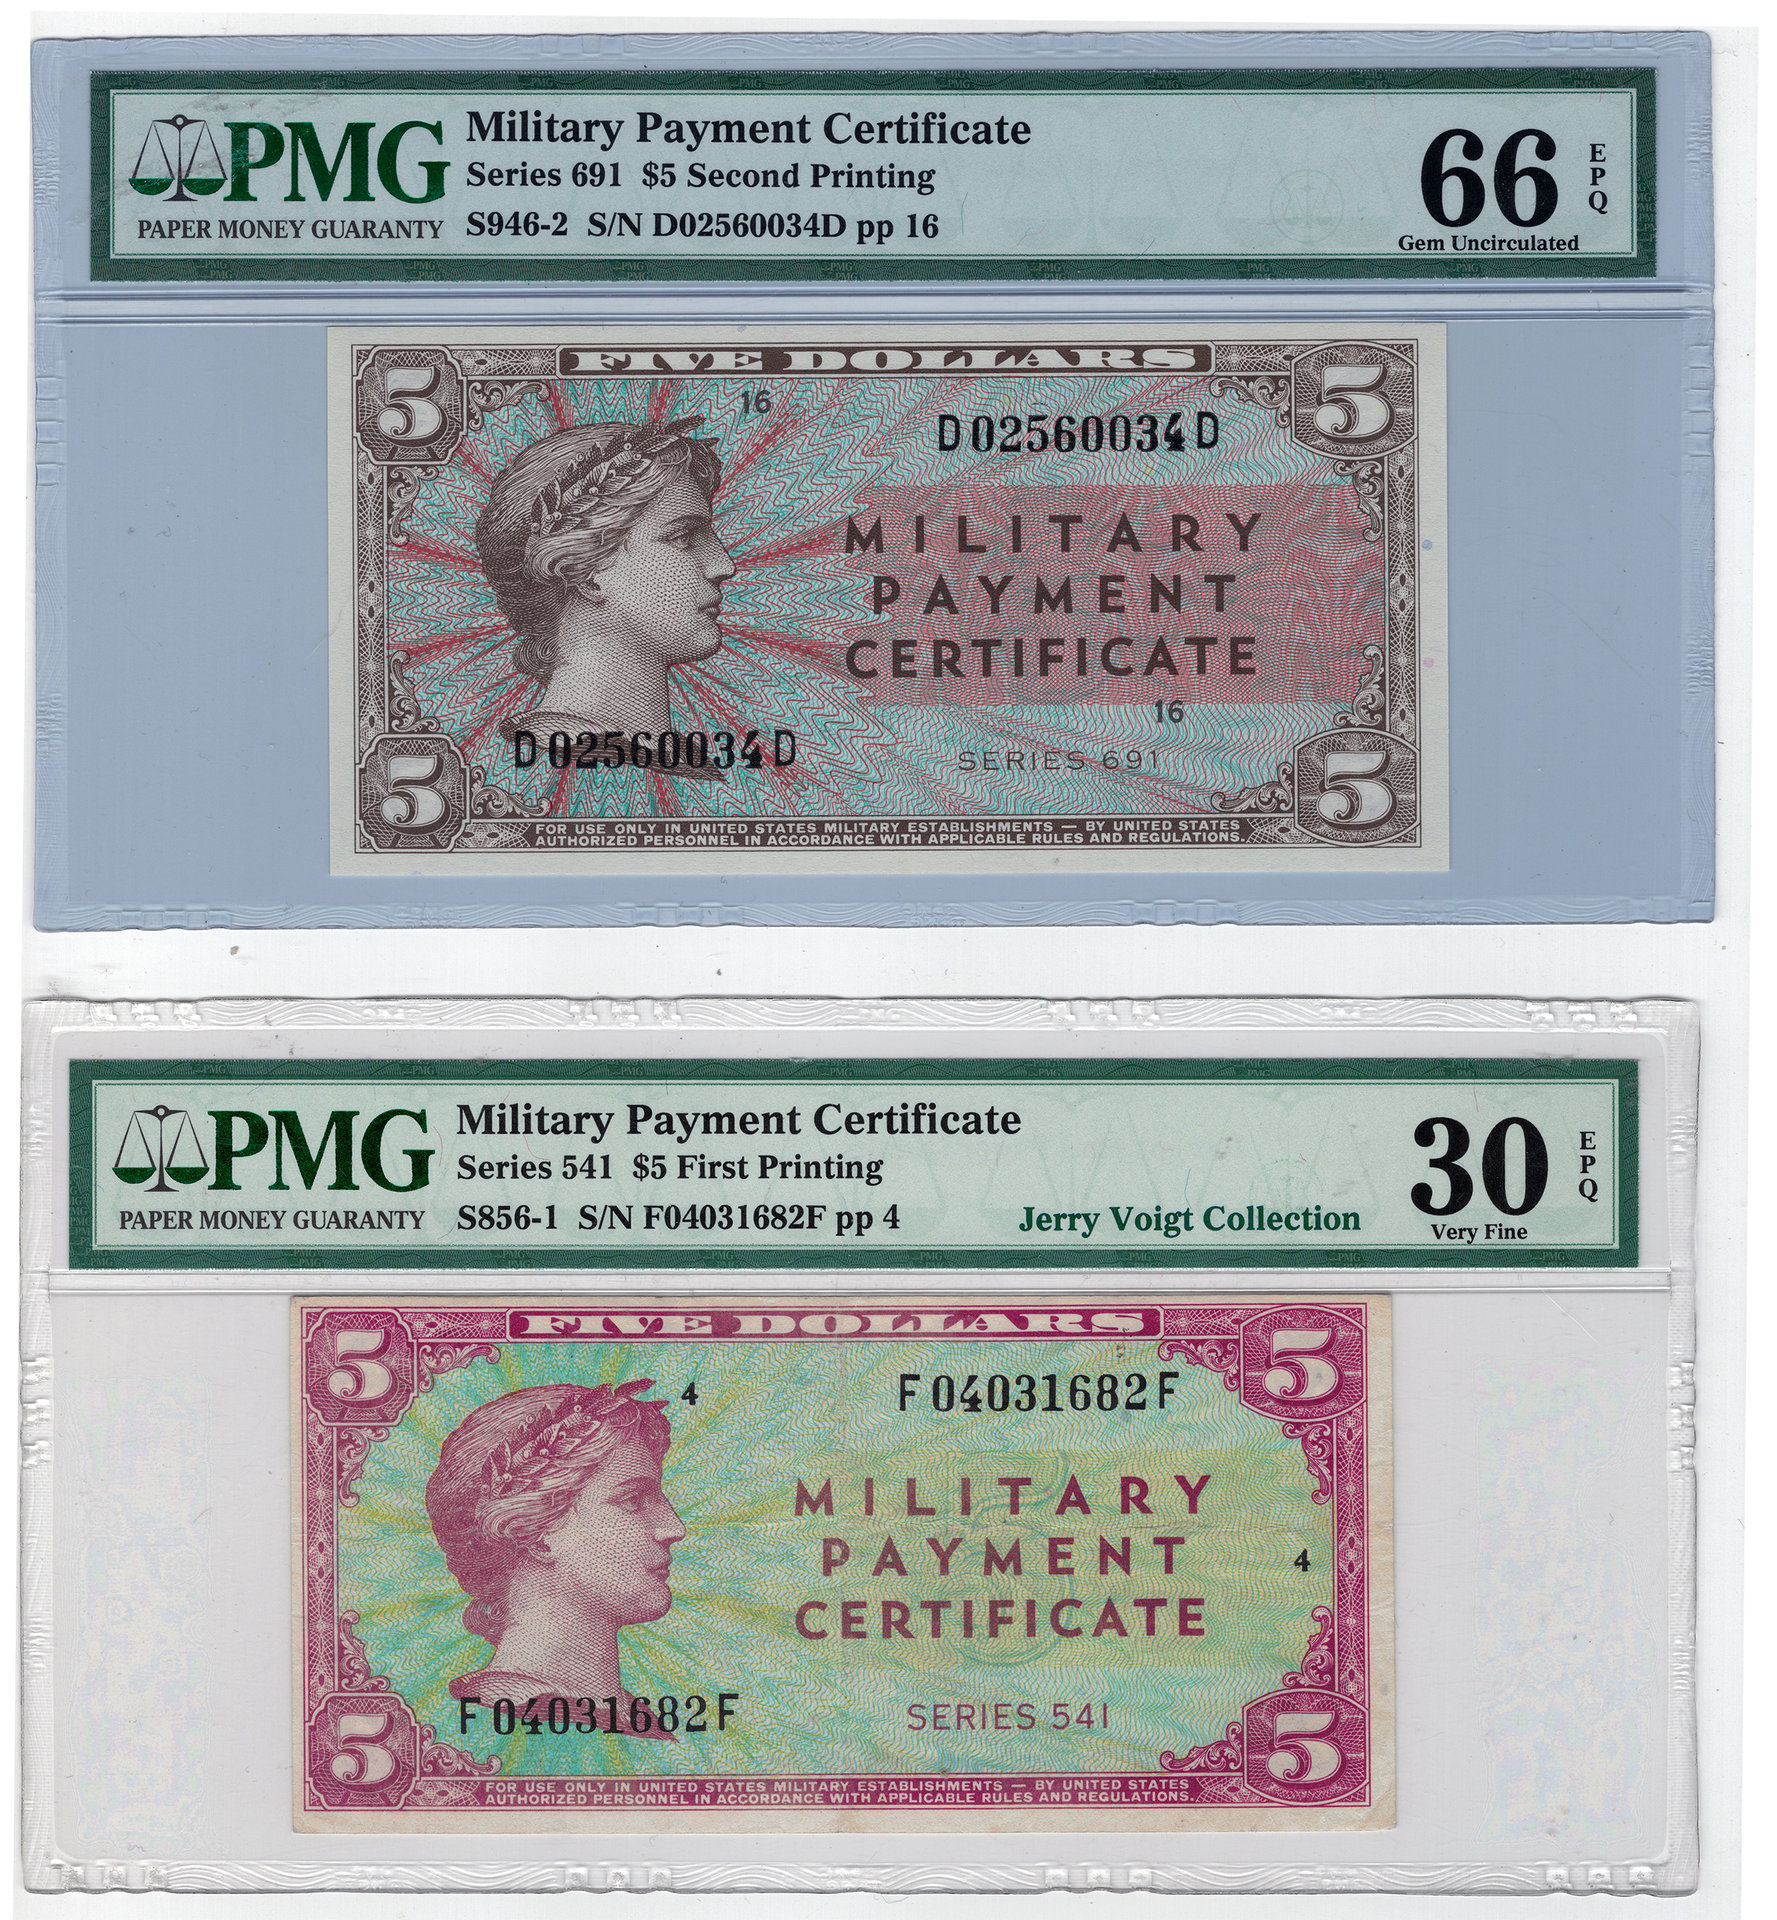 PMG
PAPER MONEY GUARANTY
Military Payment Certificate
Series 691 $5 Second Printing
S946-2 S/N D02560034D pp 16
66 EPQ
Gem Uncirculated
5 FIVE DOLLARS 5
16
D02560034D
MILITARY
PAYMENT
CERTIFICATE
16
D02560034D
SERIES 691
5 5
FOR USE ONLY IN UNITED STATES MILITARY ESTABLISHMENTS — BY UNITED STATES
AUTHORIZED PERSONNEL IN ACCORDANCE WITH APPLICABLE RULES AND REGULATIONS.
PMG
PAPER MONEY GUARANTY
Military Payment Certificate
Series 541 $5 First Printing
S856-1 S/N F04031682F pp 4
Jerry Voigt Collection
30 EPQ
Very Fine
5 FIVE DOLLARS 5
4
F04031682F
MILITARY
PAYMENT
CERTIFICATE
4
F04031682F
SERIES 541
5 5
FOR USE ONLY IN UNITED STATES MILITARY ESTABLISHMENTS — BY UNITED STATES
AUTHORIZED PERSONNEL IN ACCORDANCE WITH APPLICABLE RULES AND REGULATIONS.